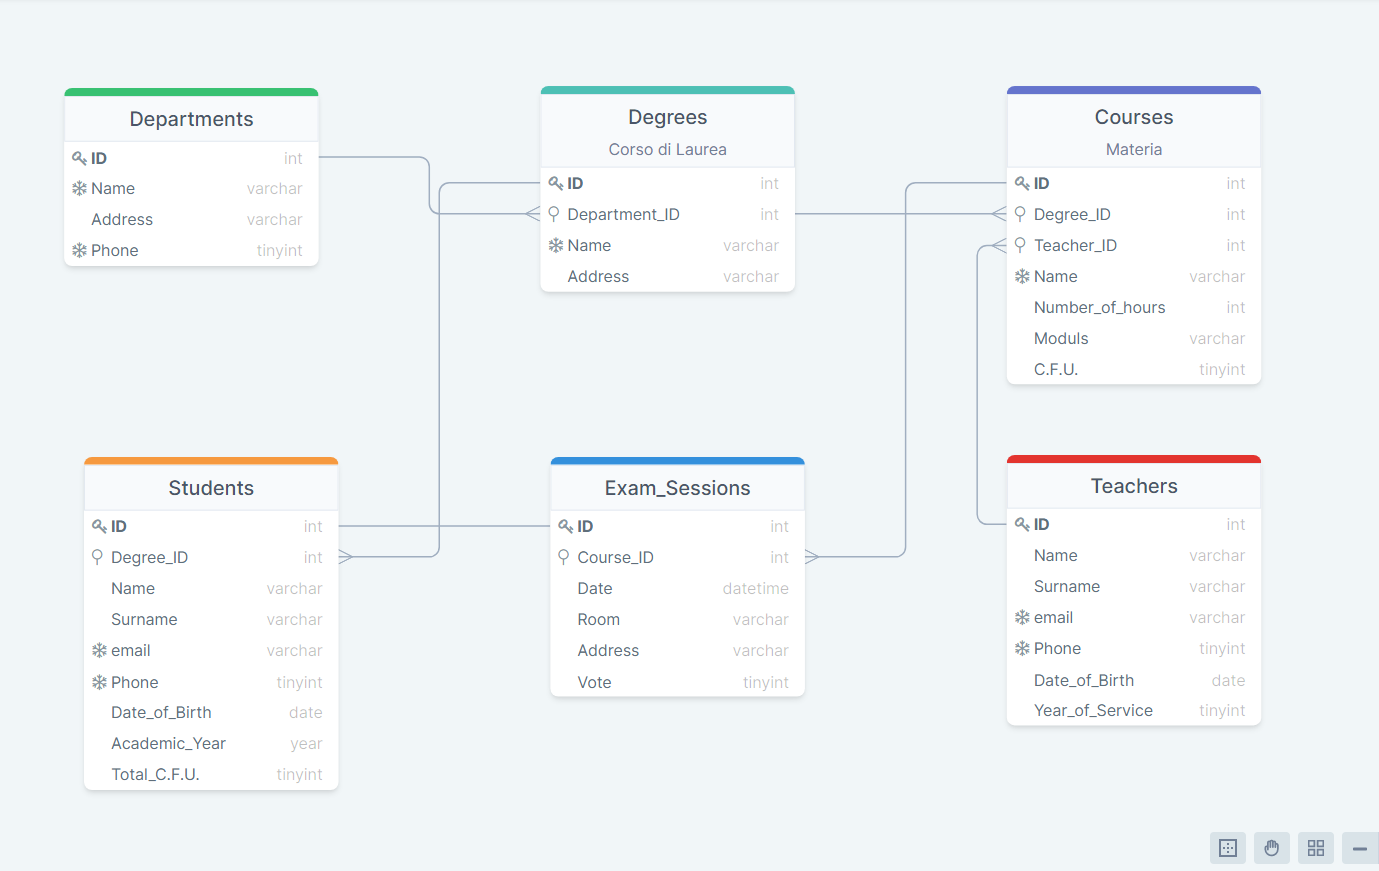 Departments
ID int
Name varchar
Address varchar
Phone tinyint
Degrees
Corso di Laurea
ID int
Department_ID int
Name varchar
Address varchar
Courses
Materia
ID int
Degree_ID int
Teacher_ID int
Name varchar
Number_of_hours int
Moduls varchar
C.F.U. tinyint
Students
ID int
Degree_ID int
Name varchar
Surname varchar
email varchar
Phone tinyint
Date_of_Birth date
Academic_Year year
Total_C.F.U. tinyint
Exam_Sessions
ID int
Course_ID int
Date datetime
Room varchar
Address varchar
Vote tinyint
Teachers
ID int
Name varchar
Surname varchar
email varchar
Phone tinyint
Date_of_Birth date
Year_of_Service tinyint